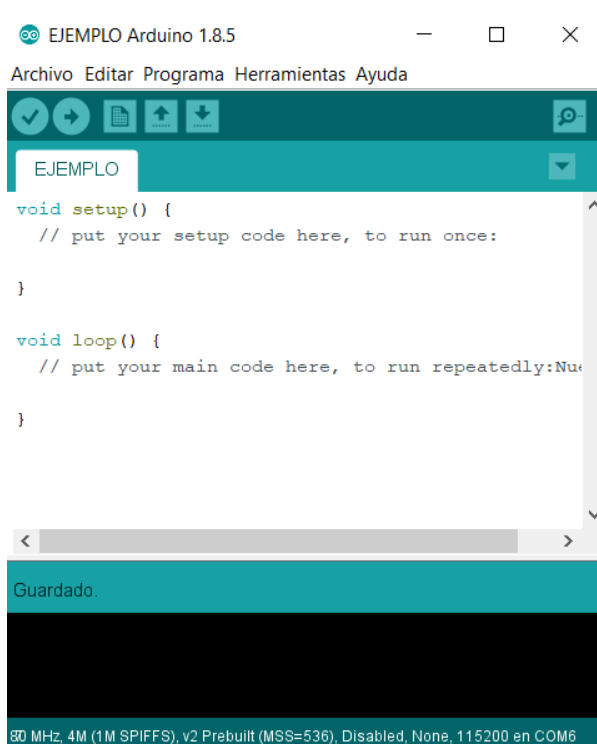 EJEMPLO Arduino 1.8.5
Archivo Editar Programa Herramientas Ayuda
EJEMPLO
void setup() {
  // put your setup code here, to run once:
}
void loop() {
  // put your main code here, to run repeatedly:Nue
}
Guardado.
MHz, 4M (1M SPIFFS), v2 Prebuilt (MSS=536), Disabled, None, 115200 en COM6